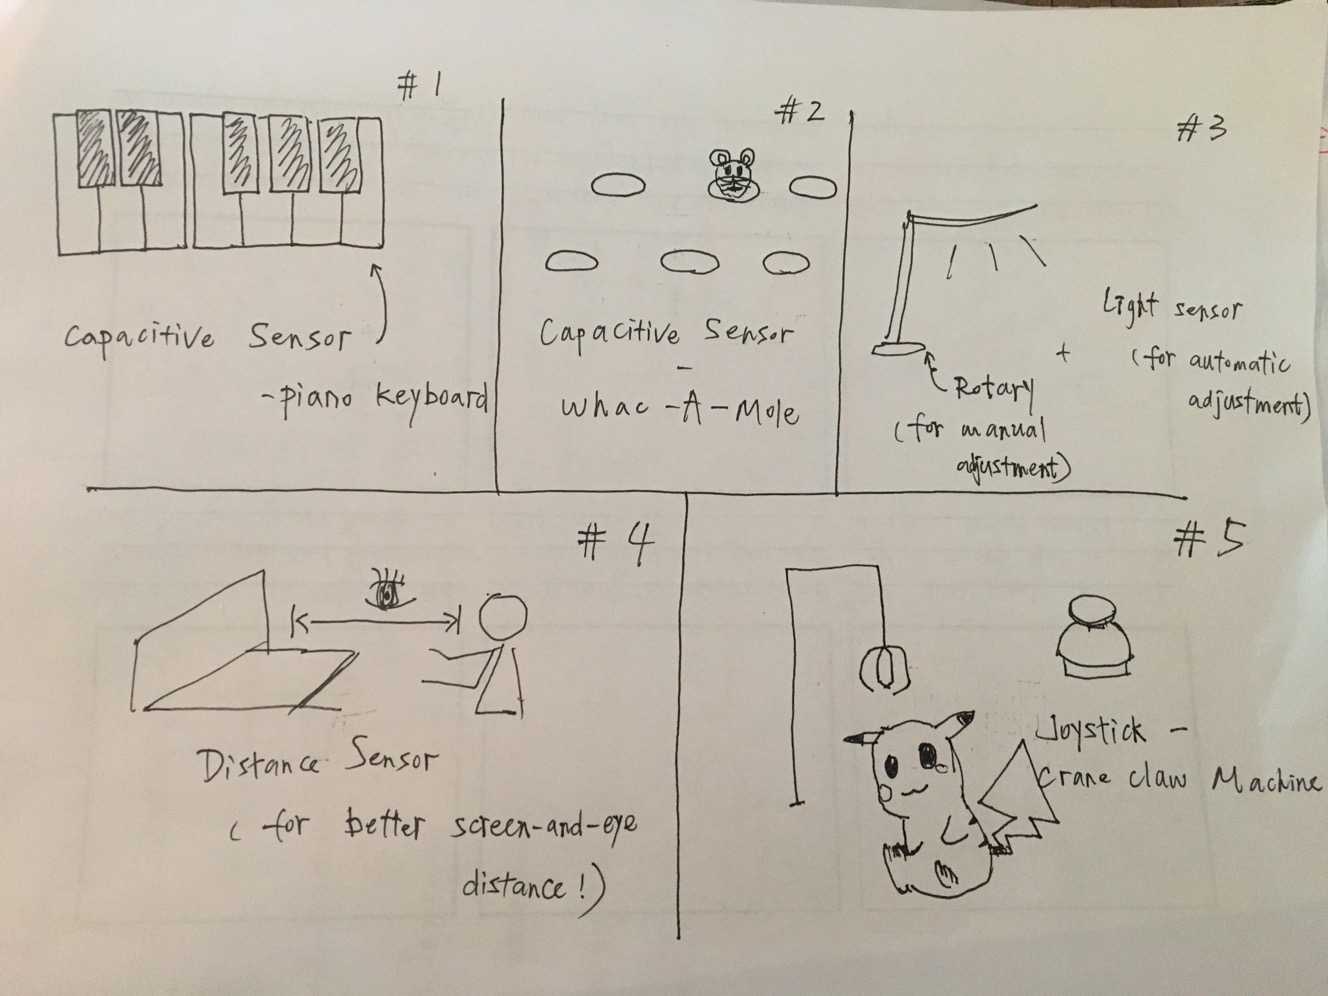 #1
Capacitive Sensor
-piano keyboard
#2
Capacitive Sensor
-
Whac-A-Mole
#3
Rotary
(for manual
adjustment)
+
Light sensor
(for automatic
adjustment)
#4
Distance Sensor
( for better screen-and-eye
distance!)
#5
Joystick -
Crane Claw Machine